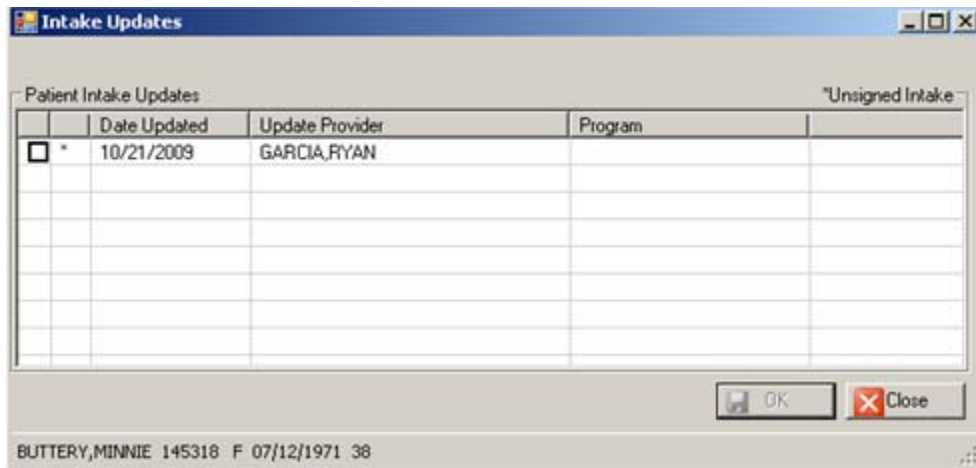 Intake Updates
Patient Intake Updates "Unsigned Intake
Date Updated Update Provider Program
* 10/21/2009 GARCIA,RYAN
OK Close
BUTTERY,MINNIE 145318 F 07/12/1971 38